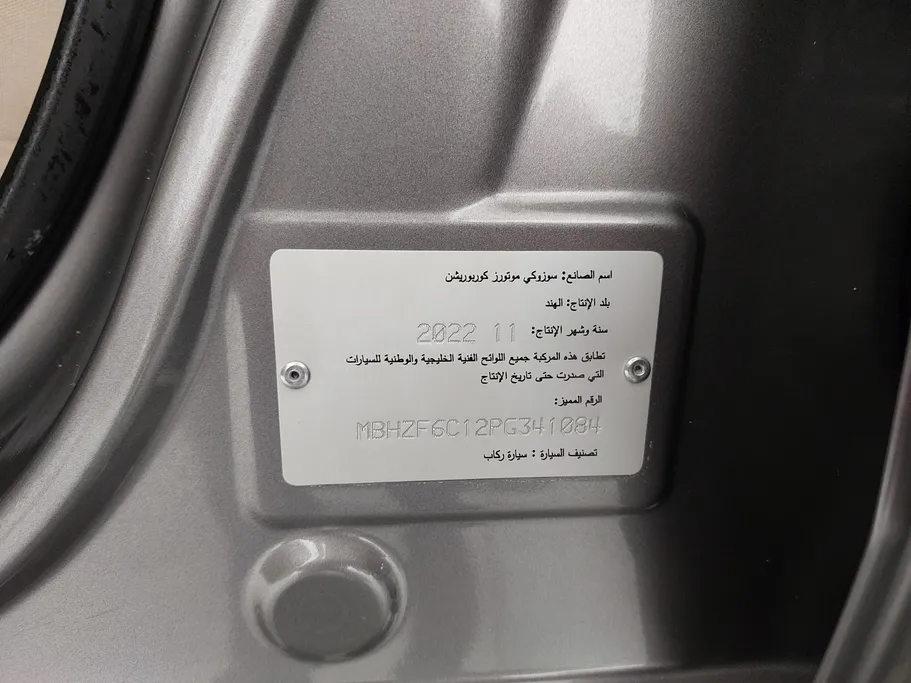 اسم الصانع: سوزوكي موتورز كوربوريشن
بلد الإنتاج: الهند
سنة وشهر الإنتاج: 2022 11
تطابق هذه المركبة جميع اللوائح الفنية الخليجية والوطنية للسيارات
التي صدرت حتى تاريخ الإنتاج
الرقم المميز:
MBHZF6C12PG341084
تصنيف السيارة : سيارة ركاب